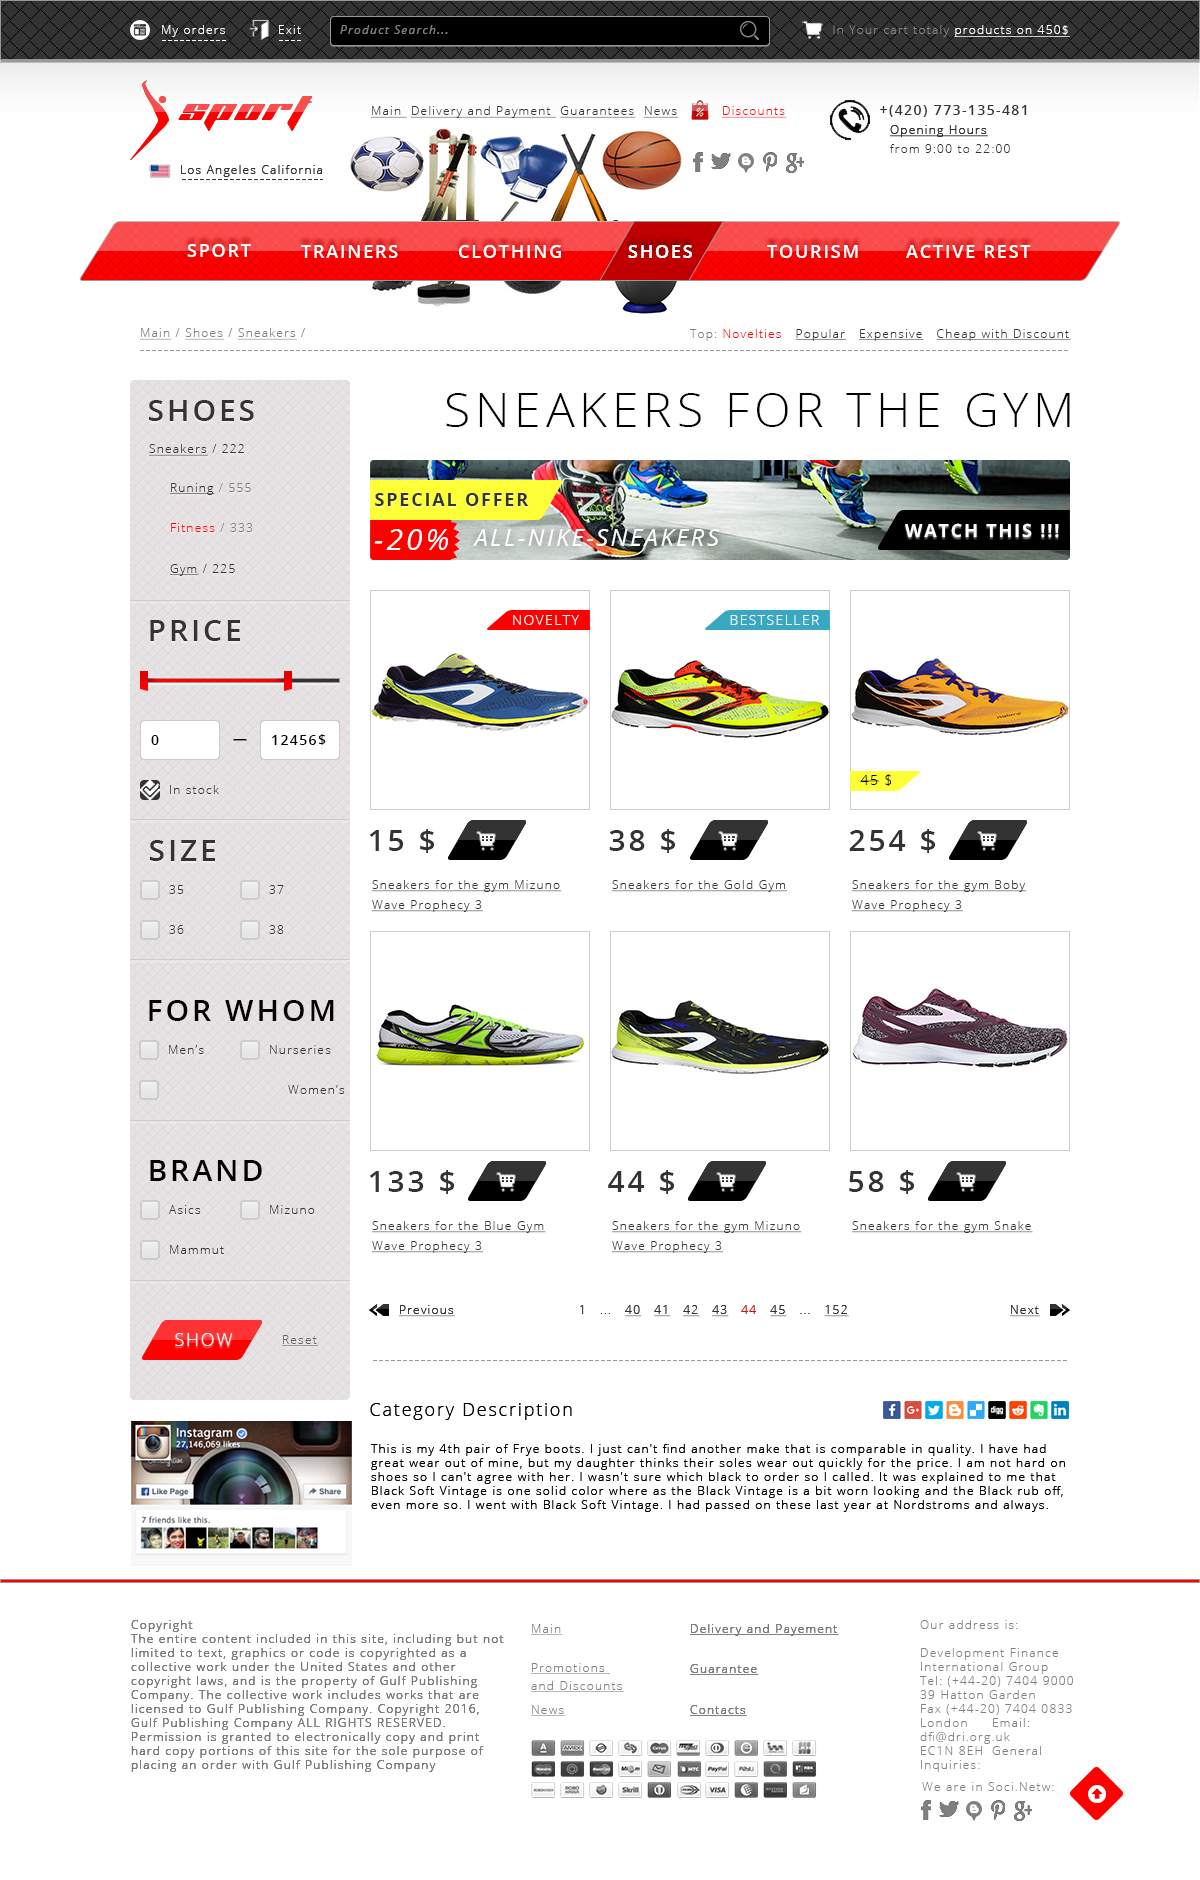 My orders
Exit
Product Search...
In Your cart totaly products on 450$
sport
Los Angeles California
Main Delivery and Payment Guarantees News Discounts
+(420) 773-135-481
Opening Hours
from 9:00 to 22:00
SPORT TRAINERS CLOTHING SHOES TOURISM ACTIVE REST
Main / Shoes / Sneakers /
Top: Novelties Popular Expensive Cheap with Discount
SHOES
Sneakers / 222
Runing / 555
Fitness / 333
Gym / 225
PRICE
0 — 12456$
In stock
SIZE
35 37
36 38
FOR WHOM
Men's Nurseries
Women's
BRAND
Asics Mizuno
Mammut
SHOW Reset
Instagram
27,146,069 likes
Like Page Share
7 friends like this.
SNEAKERS FOR THE GYM
SPECIAL OFFER
-20% ALL-NIKE-SNEAKERS
WATCH THIS !!!
NOVELTY
BESTSELLER
45 $
15 $
38 $
254 $
Sneakers for the gym Mizuno
Wave Prophecy 3
Sneakers for the Gold Gym
Sneakers for the gym Boby
Wave Prophecy 3
133 $
44 $
58 $
Sneakers for the Blue Gym
Wave Prophecy 3
Sneakers for the gym Mizuno
Wave Prophecy 3
Sneakers for the gym Snake
Previous 1 ... 40 41 42 43 44 45 ... 152 Next
Category Description
digg
This is my 4th pair of Frye boots. I just can't find another make that is comparable in quality. I have had
great wear out of mine, but my daughter thinks their soles wear out quickly for the price. I am not hard on
shoes so I can't agree with her. I wasn't sure which black to order so I called. It was explained to me that
Black Soft Vintage is one solid color where as the Black Vintage is a bit worn looking and the Black rub off,
even more so. I went with Black Soft Vintage. I had passed on these last year at Nordstroms and always.
Copyright
The entire content included in this site, including but not
limited to text, graphics or code is copyrighted as a
collective work under the United States and other
copyright laws, and is the property of Gulf Publishing
Company. The collective work includes works that are
licensed to Gulf Publishing Company. Copyright 2016,
Gulf Publishing Company ALL RIGHTS RESERVED.
Permission is granted to electronically copy and print
hard copy portions of this site for the sole purpose of
placing an order with Gulf Publishing Company
Main
Promotions
and Discounts
News
Delivery and Payement
Guarantee
Contacts
PayPal
Skrill
VISA
Our address is:
Development Finance
International Group
Tel: (+44-20) 7404 9000
39 Hatton Garden
Fax (+44-20) 7404 0833
London Email:
dfi@dri.org.uk
EC1N 8EH General
Inquiries:
We are in Soci.Netw: